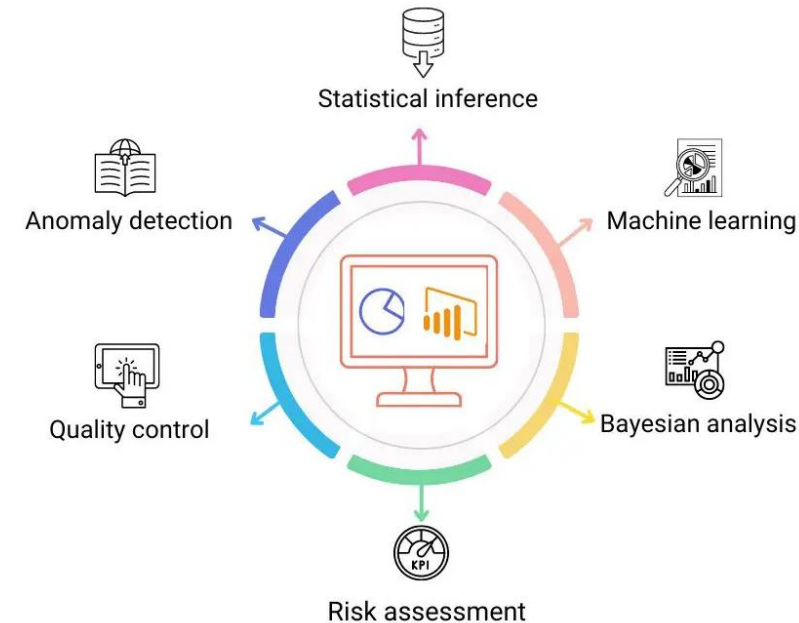 Statistical inference
Anomaly detection
Machine learning
Quality control
Bayesian analysis
KPI
Risk assessment